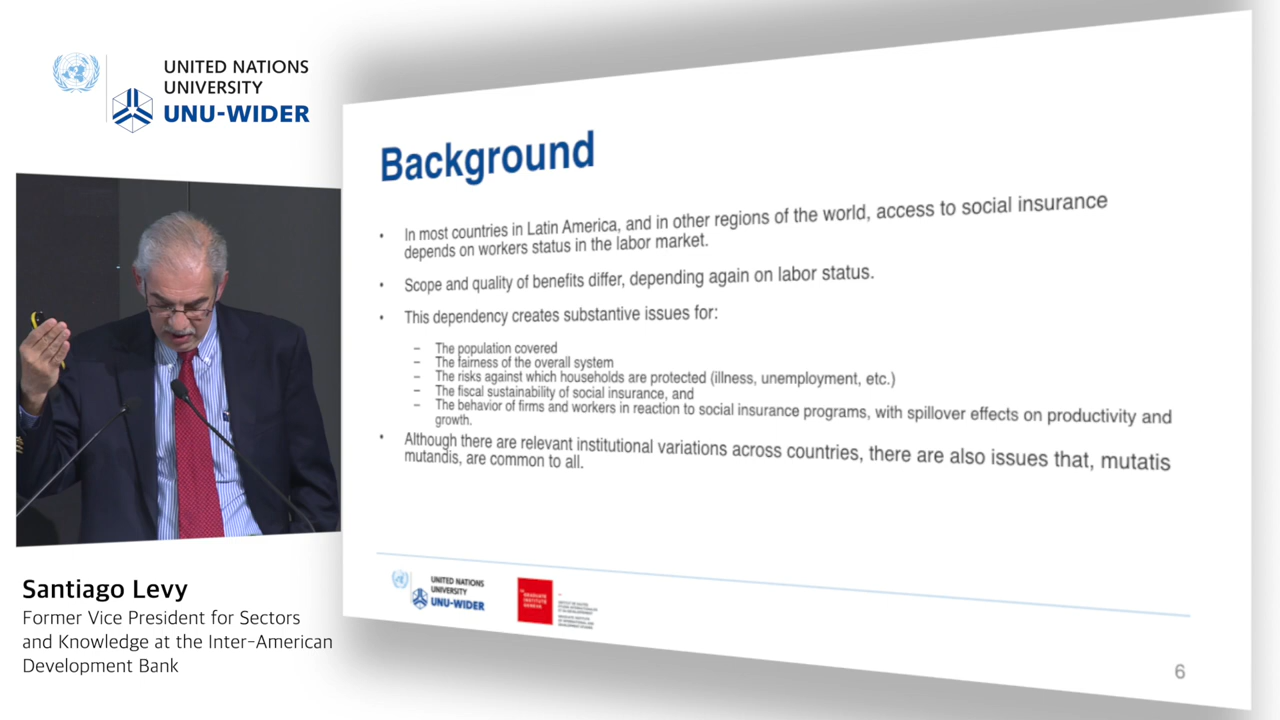 UNITED NATIONS
UNIVERSITY
UNU-WIDER
Background
• In most countries in Latin America, and in other regions of the world, access to social insurance
depends on workers status in the labor market.
• Scope and quality of benefits differ, depending again on labor status.
• This dependency creates substantive issues for:
– The population covered
– The fairness of the overall system
– The risks against which households are protected (illness, unemployment, etc.)
– The fiscal sustainability of social insurance, and
– The behavior of firms and workers in reaction to social insurance programs, with spillover effects on productivity and
growth.
• Although there are relevant institutional variations across countries, there are also issues that, mutatis
mutandis, are common to all.
UNITED NATIONS
UNIVERSITY
UNU-WIDER
6
Santiago Levy
Former Vice President for Sectors
and Knowledge at the Inter-American
Development Bank